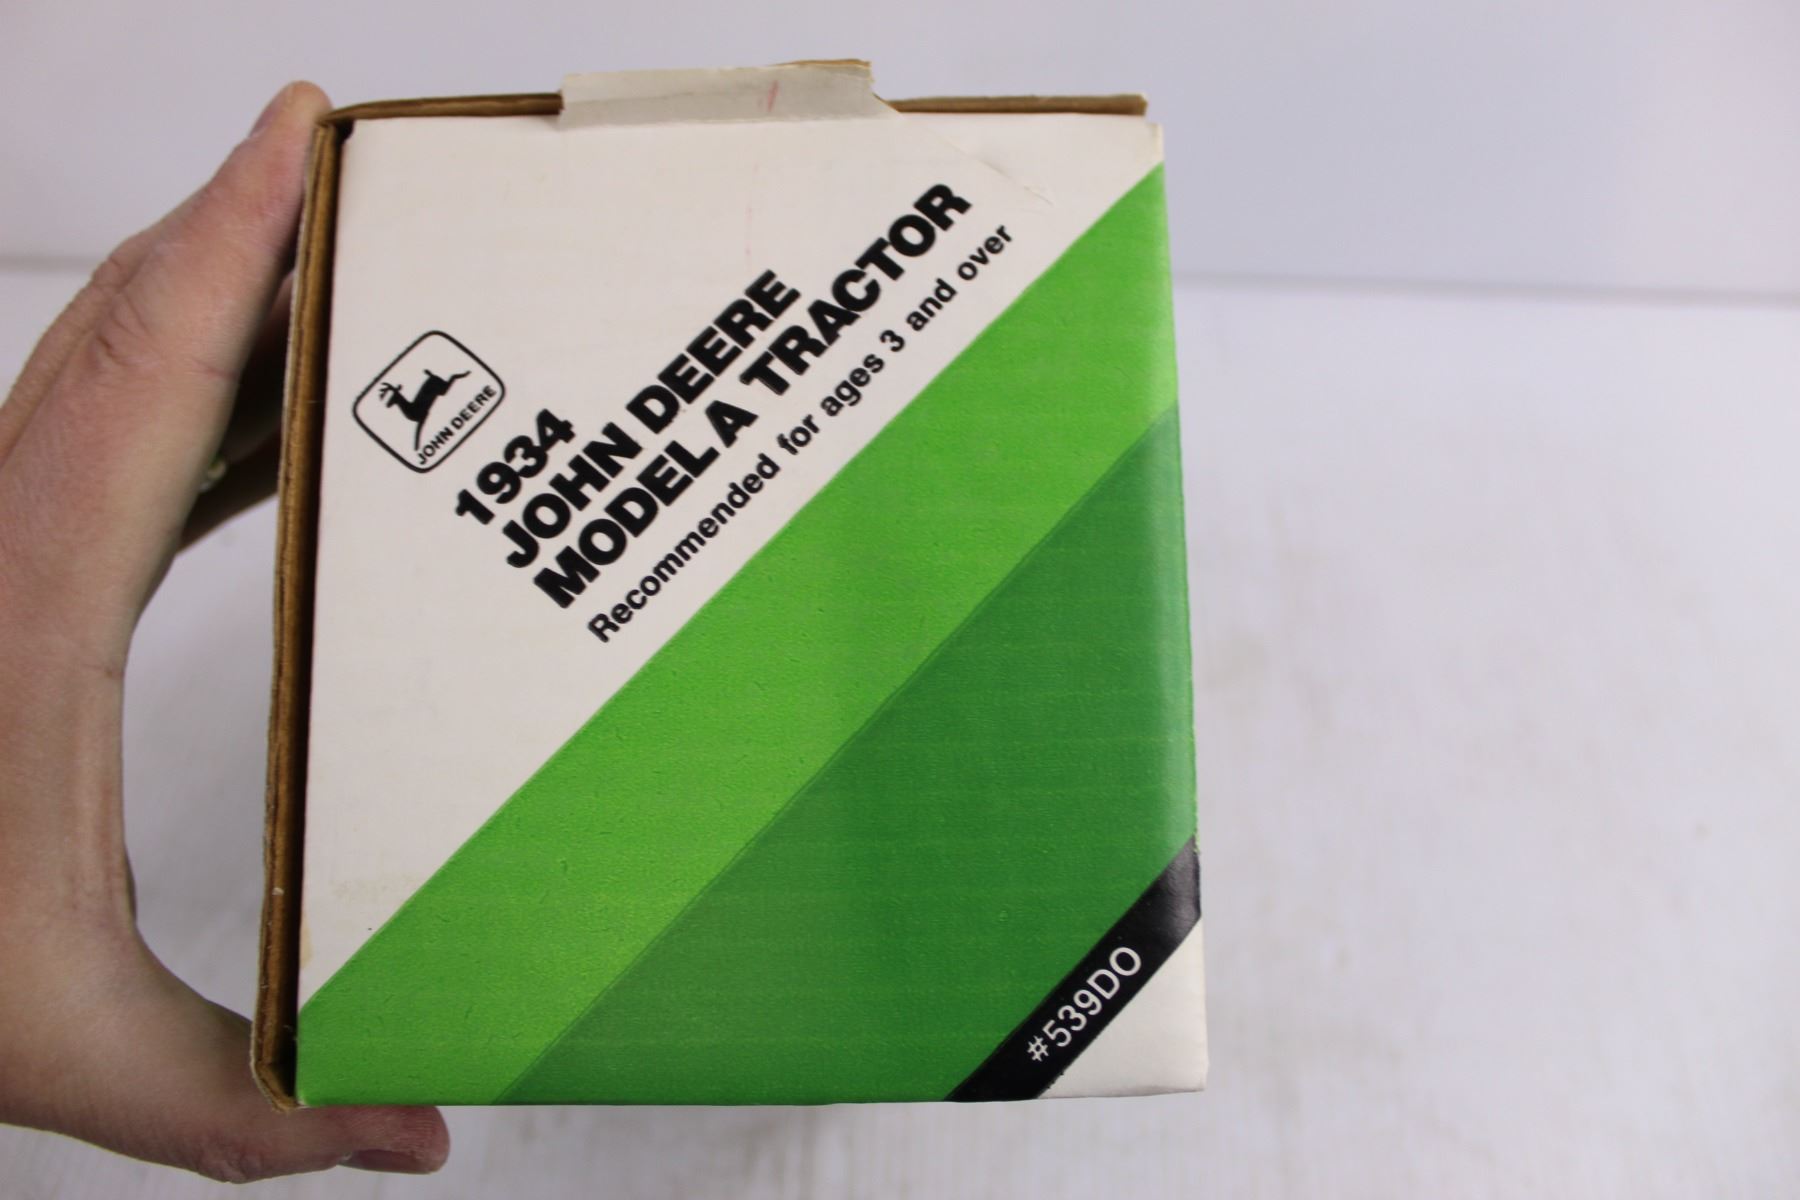 JOHN DEERE
1934
JOHN DEERE
MODEL A TRACTOR
Recommended for ages 3 and over
#539DO